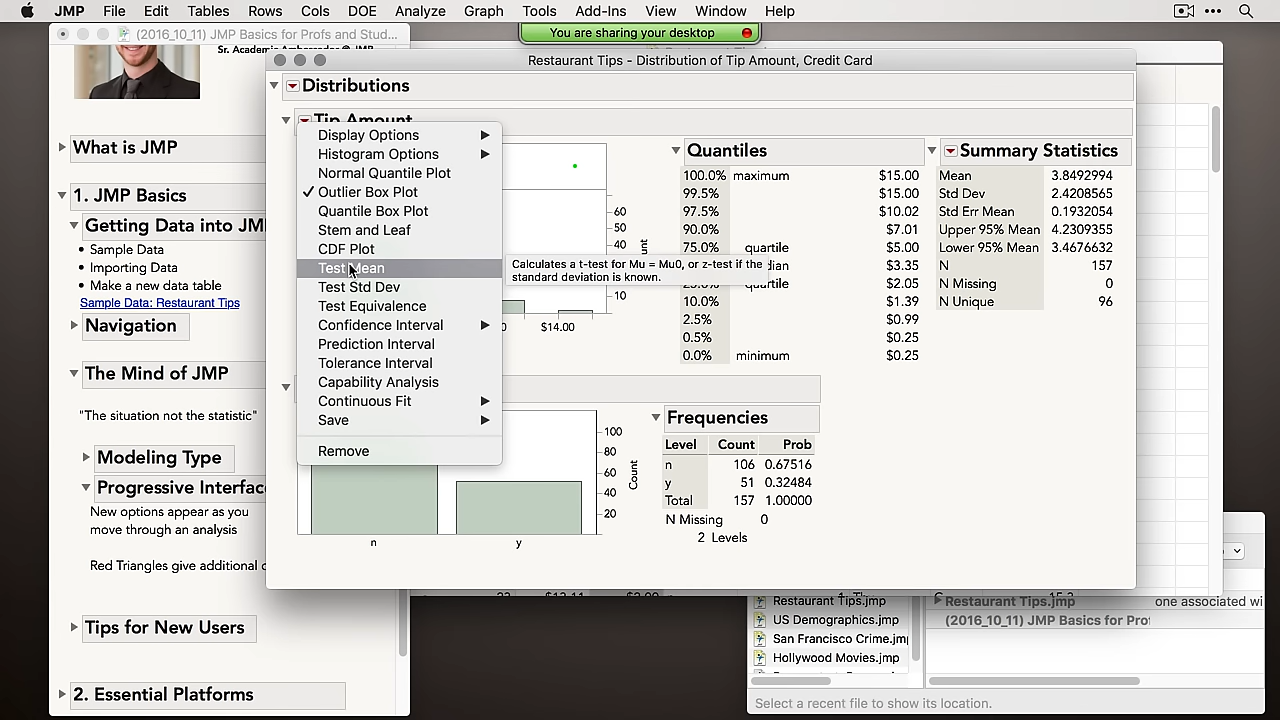 JMP File Edit Tables Rows Cols DOE Analyze Graph Tools Add-Ins View Window Help
You are sharing your desktop
(2016_10_11) JMP Basics for Profs and Stud...
Sr. Academic Ambassador @ JMP
What is JMP
1. JMP Basics
Getting Data into JM
• Sample Data
• Importing Data
• Make a new data table
Sample Data: Restaurant Tips
Navigation
The Mind of JMP
"The situation not the statistic"
Modeling Type
Progressive Interfac
New options appear as you
move through an analysis
Red Triangles give additional
Tips for New Users
2. Essential Platforms
Restaurant Tips - Distribution of Tip Amount, Credit Card
Distributions
Tip Amount
Display Options
Histogram Options
Normal Quantile Plot
✓ Outlier Box Plot
Quantile Box Plot
Stem and Leaf
CDF Plot
Test Mean
Test Std Dev
Test Equivalence
Confidence Interval
Prediction Interval
Tolerance Interval
Capability Analysis
Continuous Fit
Save
Remove
Calculates a t-test for Mu = Mu0, or z-test if the
standard deviation is known.
60
50
40
10
0 $14.00
Quantiles
100.0% maximum $15.00
99.5% $15.00
97.5% $10.02
90.0% $7.01
75.0% quartile $5.00
dian $3.35
25.0% quartile $2.05
10.0% $1.39
2.5% $0.99
0.5% $0.25
0.0% minimum $0.25
Summary Statistics
Mean 3.8492994
Std Dev 2.4208565
Std Err Mean 0.1932054
Upper 95% Mean 4.2309355
Lower 95% Mean 3.4676632
N 157
N Missing 0
N Unique 96
100
80
60
40
20
Count
n y
Frequencies
Level Count Prob
n 106 0.67516
y 51 0.32484
Total 157 1.00000
N Missing 0
2 Levels
Restaurant Tips.jmp
US Demographics.jmp
San Francisco Crime.jmp
Hollywood Movies.jmp
Restaurant Tips.jmp one associated wi
(2016_10_11) JMP Basics for Prof
Select a recent file to show its location.